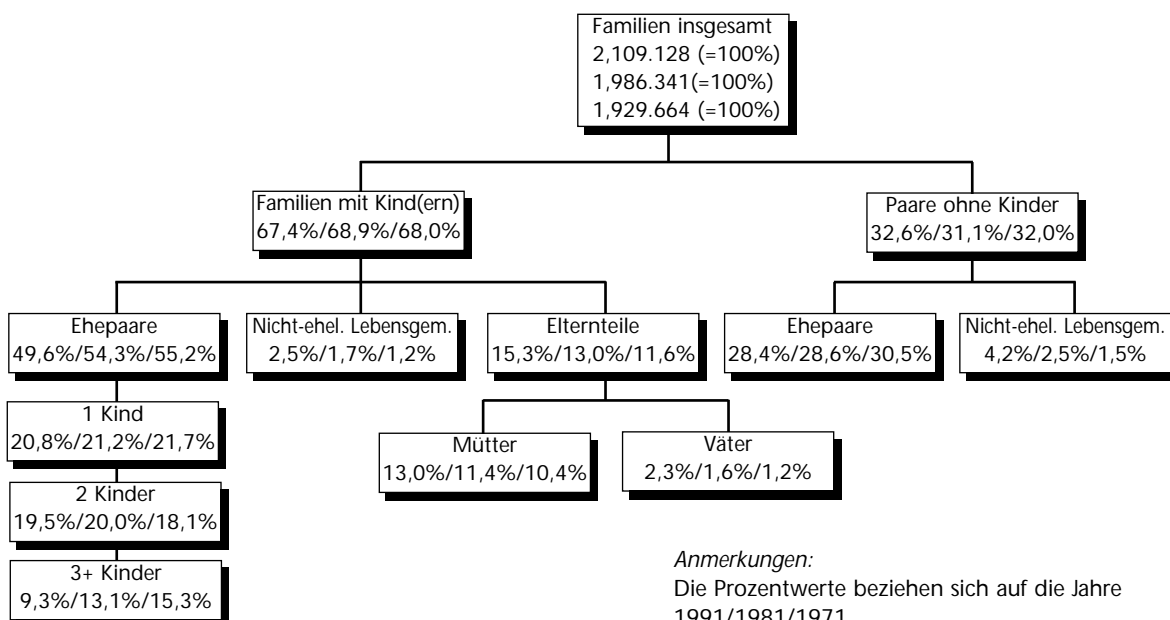 Familien insgesamt
2,109.128 (=100%)
1,986.341(=100%)
1,929.664 (=100%)
Familien mit Kind(ern)
67,4%/68,9%/68,0%
Paare ohne Kinder
32,6%/31,1%/32,0%
Ehepaare
49,6%/54,3%/55,2%
Nicht-ehel. Lebensgem.
2,5%/1,7%/1,2%
Elternteile
15,3%/13,0%/11,6%
Ehepaare
28,4%/28,6%/30,5%
Nicht-ehel. Lebensgem.
4,2%/2,5%/1,5%
1 Kind
20,8%/21,2%/21,7%
Mütter
13,0%/11,4%/10,4%
Väter
2,3%/1,6%/1,2%
2 Kinder
19,5%/20,0%/18,1%
3+ Kinder
9,3%/13,1%/15,3%
Anmerkungen:
Die Prozentwerte beziehen sich auf die Jahre
1991/1981/1971